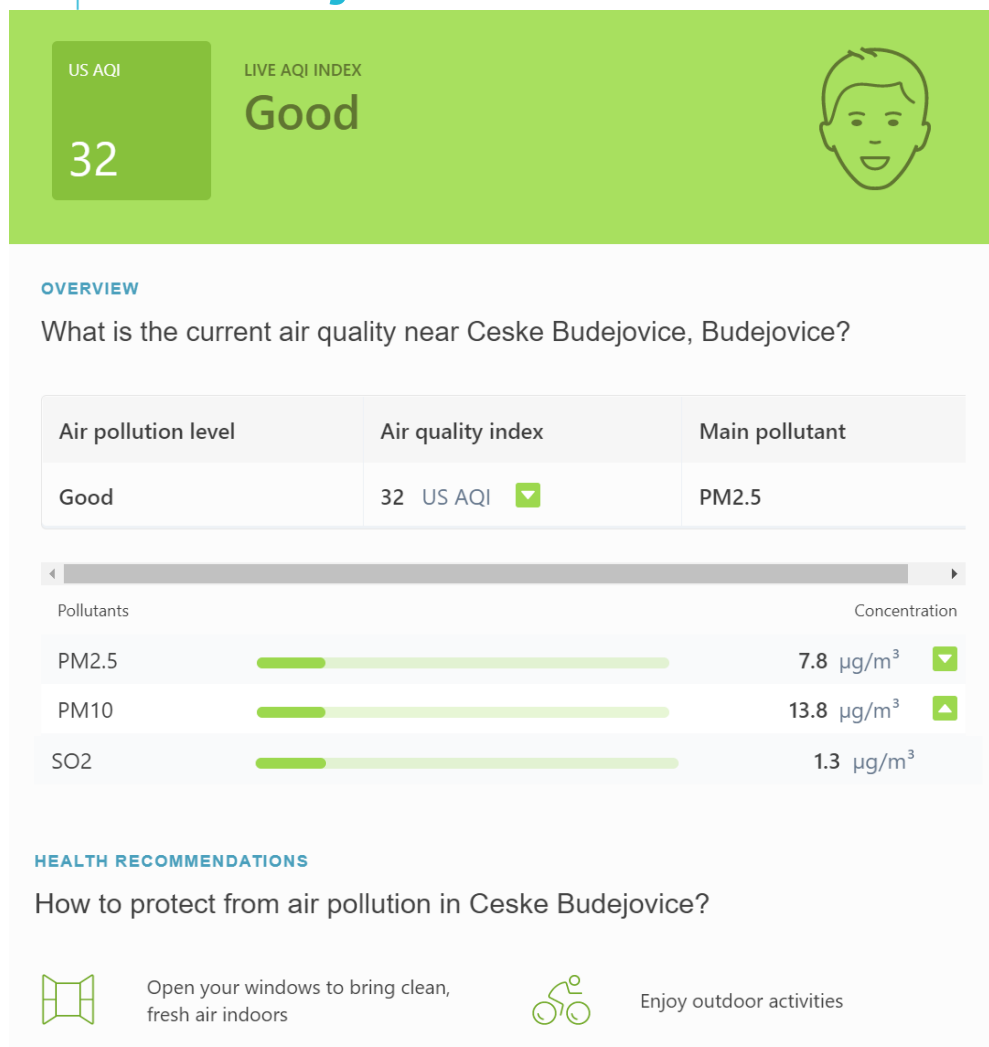 US AQI
32
LIVE AQI INDEX
Good
OVERVIEW
What is the current air quality near Ceske Budejovice, Budejovice?
Air pollution level Air quality index Main pollutant
Good 32 US AQI PM2.5
Pollutants Concentration
PM2.5 7.8 µg/m³
PM10 13.8 µg/m³
SO2 1.3 µg/m³
HEALTH RECOMMENDATIONS
How to protect from air pollution in Ceske Budejovice?
Open your windows to bring clean,
fresh air indoors
Enjoy outdoor activities